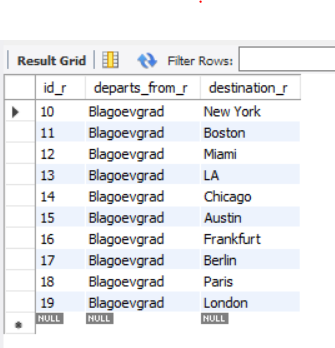 Result Grid Filter Rows:
id_r departs_from_r destination_r
10 Blagoevgrad New York
11 Blagoevgrad Boston
12 Blagoevgrad Miami
13 Blagoevgrad LA
14 Blagoevgrad Chicago
15 Blagoevgrad Austin
16 Blagoevgrad Frankfurt
17 Blagoevgrad Berlin
18 Blagoevgrad Paris
19 Blagoevgrad London
NULL NULL NULL